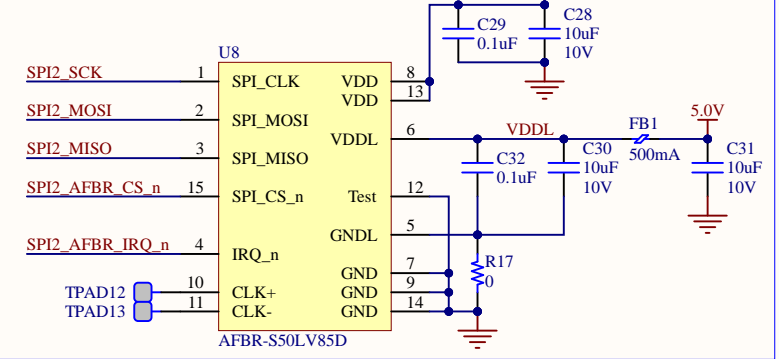 C29
0.1uF
C28
10uF
10V
U8
SPI2_SCK 1 SPI_CLK VDD 8
VDD 13
SPI2_MOSI 2 SPI_MOSI
VDDL 6 VDDL FB1 500mA 5.0V
SPI2_MISO 3 SPI_MISO
C32
0.1uF
C30
10uF
10V
C31
10uF
10V
SPI2_AFBR_CS_n 15 SPI_CS_n Test 12
GNDL 5
SPI2_AFBR_IRQ_n 4 IRQ_n
GND 7
R17
0
TPAD12 10 CLK+ GND 9
TPAD13 11 CLK- GND 14
AFBR-S50LV85D